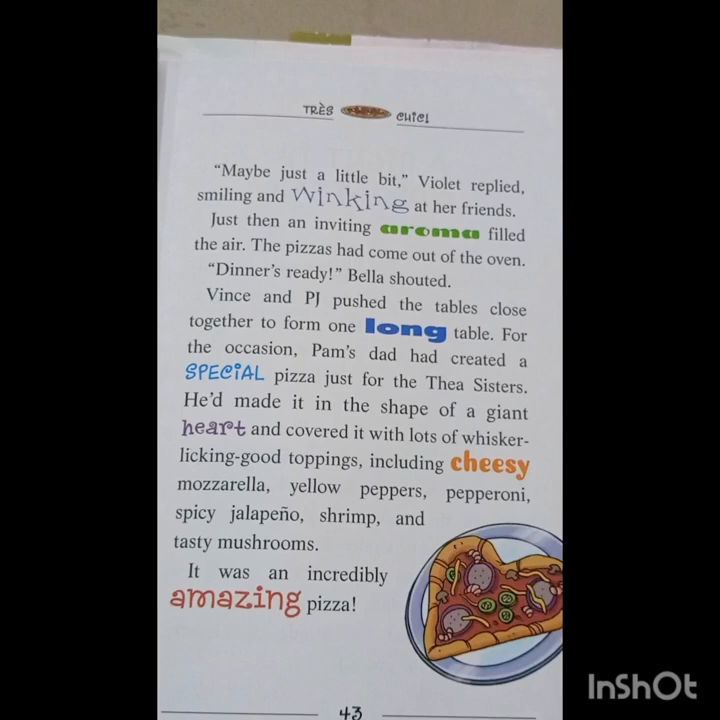 TRÈS CHIC!
“Maybe just a little bit,” Violet replied,
smiling and winking at her friends.
Just then an inviting aroma filled
the air. The pizzas had come out of the oven.
“Dinner’s ready!” Bella shouted.
Vince and PJ pushed the tables close
together to form one long table. For
the occasion, Pam’s dad had created a
SPECiAL pizza just for the Thea Sisters.
He’d made it in the shape of a giant
heart and covered it with lots of whisker-
licking-good toppings, including cheesy
mozzarella, yellow peppers, pepperoni,
spicy jalapeño, shrimp, and
tasty mushrooms.
It was an incredibly
amazing pizza!
43
InShOt